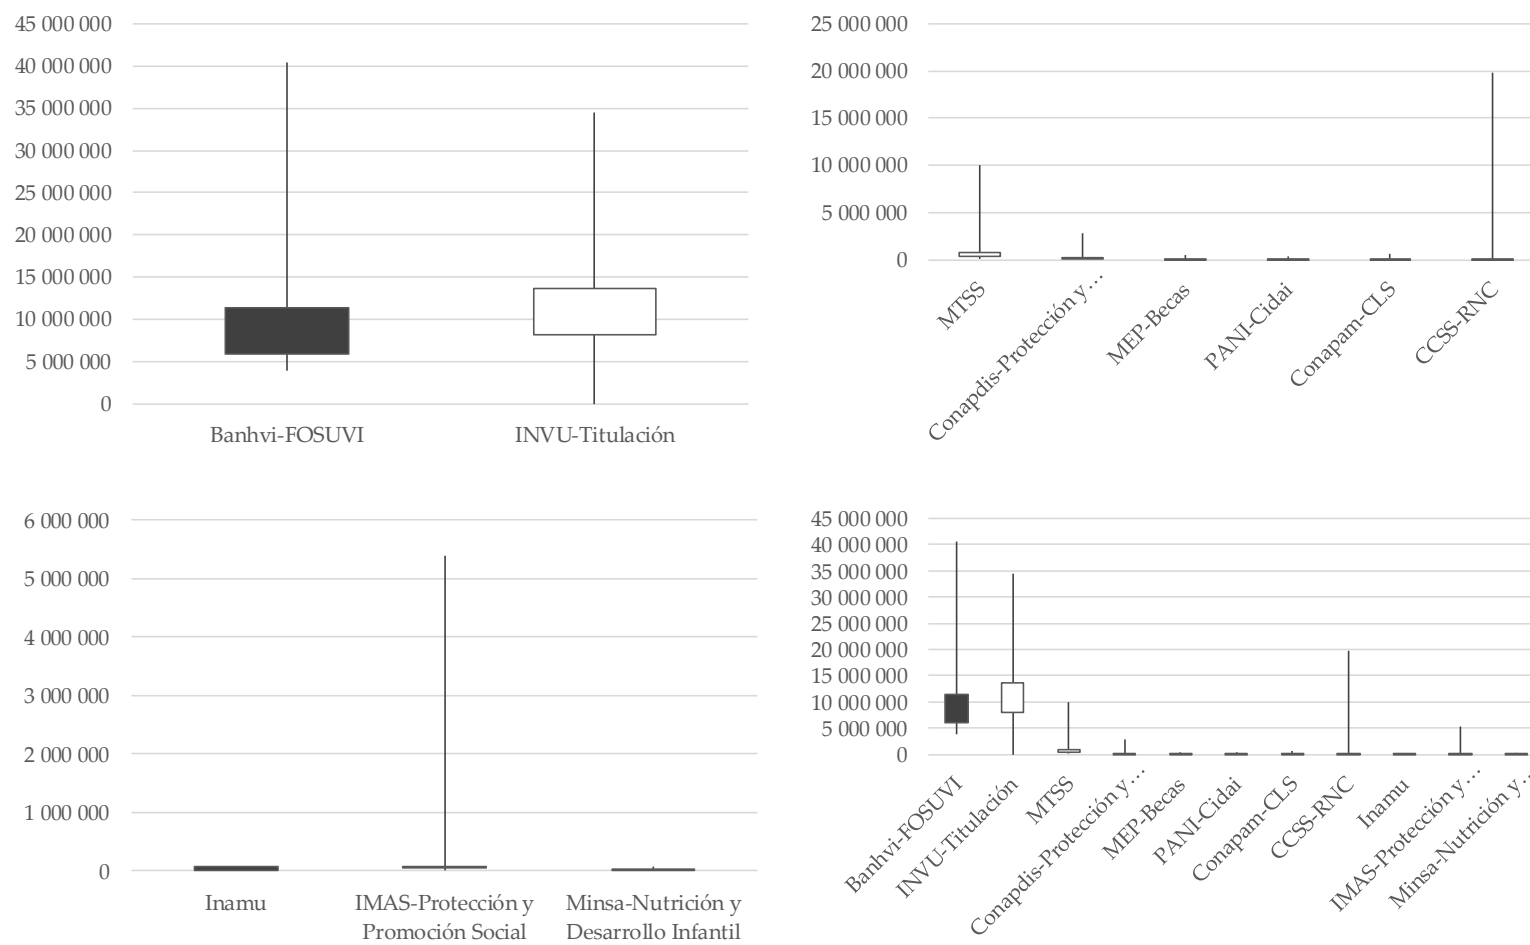 45 000 000
40 000 000
35 000 000
30 000 000
25 000 000
20 000 000
15 000 000
10 000 000
5 000 000
0
Banhvi-FOSUVI
INVU-Titulación
25 000 000
20 000 000
15 000 000
10 000 000
5 000 000
0
MTSS
Conapdis-Protección y…
MEP-Becas
PANI-Cidai
Conapam-CLS
CCSS-RNC
6 000 000
5 000 000
4 000 000
3 000 000
2 000 000
1 000 000
0
Inamu
IMAS-Protección y
Promoción Social
Minsa-Nutrición y
Desarrollo Infantil
45 000 000
40 000 000
35 000 000
30 000 000
25 000 000
20 000 000
15 000 000
10 000 000
5 000 000
0
Banhvi-FOSUVI
INVU-Titulación
MTSS
Conapdis-Protección y…
MEP-Becas
PANI-Cidai
Conapam-CLS
CCSS-RNC
Inamu
IMAS-Protección y…
Minsa-Nutrición y…